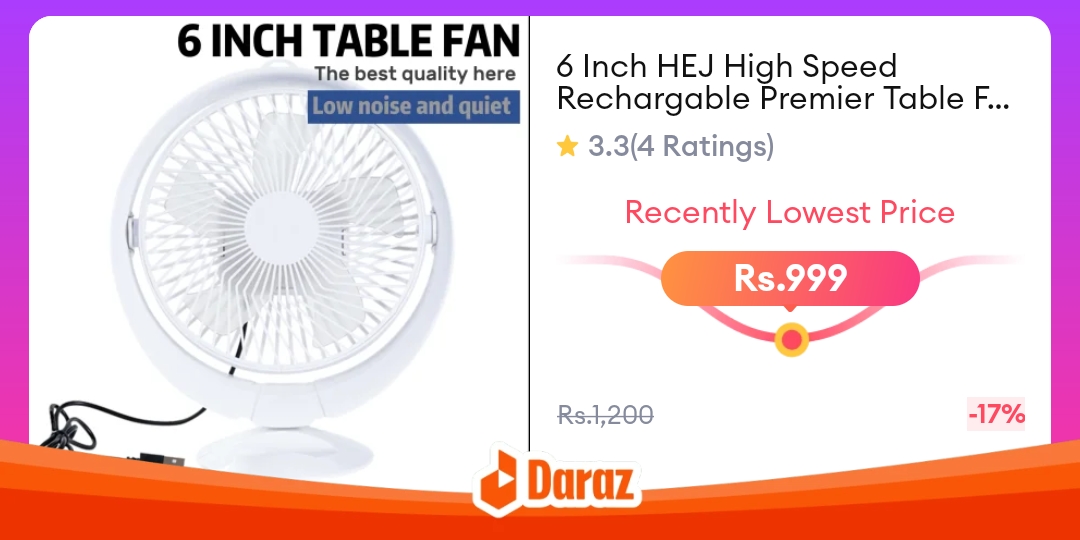 6 INCH TABLE FAN
The best quality here
Low noise and quiet
6 Inch HEJ High Speed
Rechargable Premier Table F...
3.3(4 Ratings)
Recently Lowest Price
Rs.999
Rs.1,200
-17%
Daraz